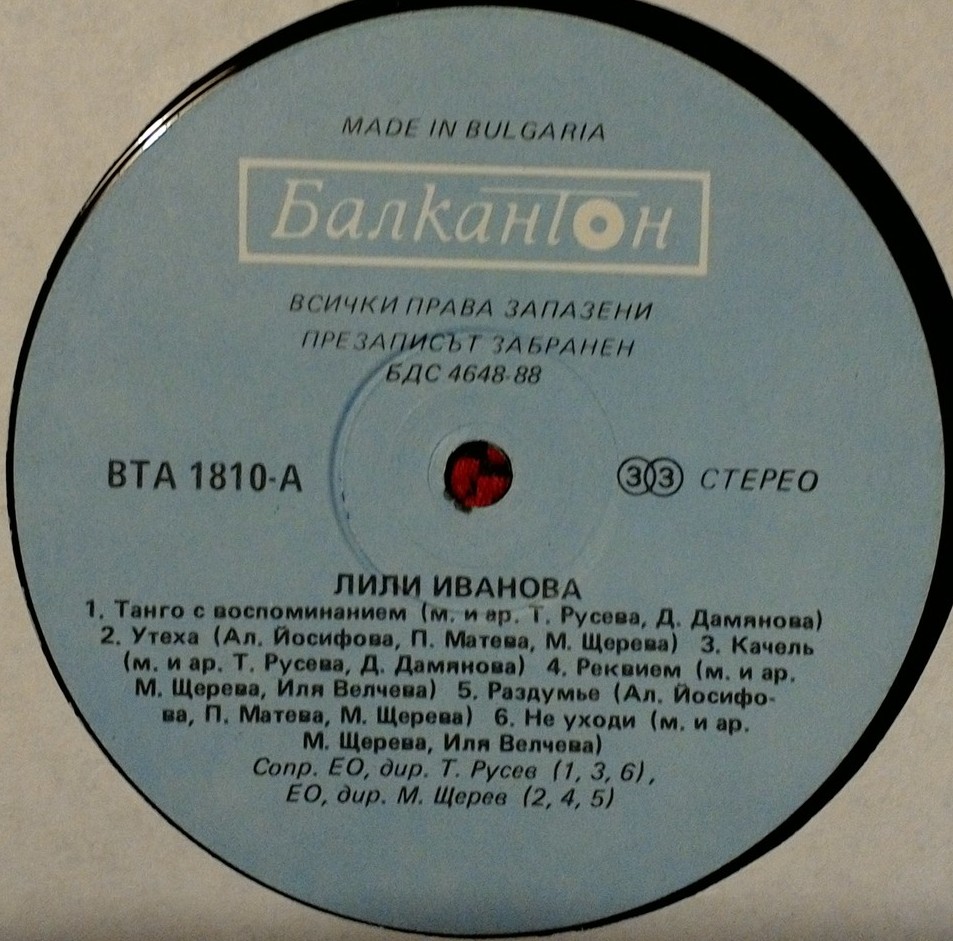 MADE IN BULGARIA
Балкантон
ВСИЧКИ ПРАВА ЗАПАЗЕНИ
ПРЕЗАПИСЪТ ЗАБРАНЕН
БДС 4648-88
ВТА 1810-А 33 СТЕРЕО
ЛИЛИ ИВАНОВА
1. Танго с воспоминанием (м. и ар. Т. Русева, Д. Дамянова)
2. Утеха (Ал. Йосифова, П. Матева, М. Щерева) 3. Качель
(м. и ар. Т. Русева, Д. Дамянова) 4. Реквием (м. и ар.
М. Щерева, Иля Велчева) 5. Раздумье (Ал. Йосифо-
ва, П. Матева, М. Щерева) 6. Не уходи (м. и ар.
М. Щерева, Иля Велчева)
Сопр. ЕО, дир. Т. Русев (1, 3, 6),
ЕО, дир. М. Щерев (2, 4, 5)